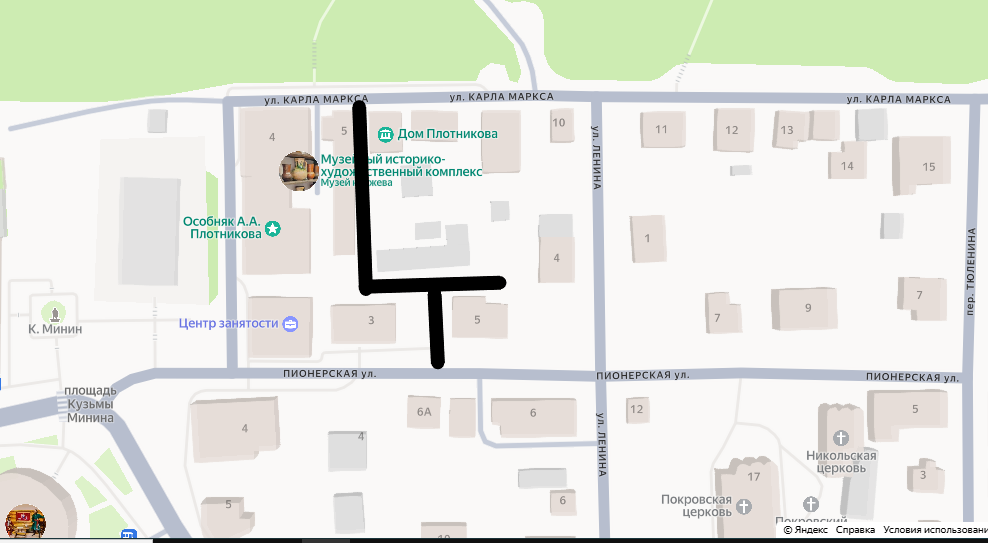 ул. КАРЛА МАРКСА
ул. КАРЛА МАРКСА
ул. КАРЛА МАРКСА
4
5
Дом Плотникова
10
11
12
13
14
15
ул. ЛЕНИНА
историко-
комплекс
Музей
Особняк А.А.
Плотникова
4
1
пер. ТЮЛЕНИНА
К. Минин
Центр занятости
3
5
7
9
7
ПИОНЕРСКАЯ ул.
ПИОНЕРСКАЯ ул.
ПИОНЕРСКАЯ ул.
площадь
Кузьмы
Минина
4
4
6А
6
12
5
ул. ЛЕНИНА
Никольская
церковь
17
3
5
6
Покровская
церковь
Покровский
© Яндекс Справка Условия использовани